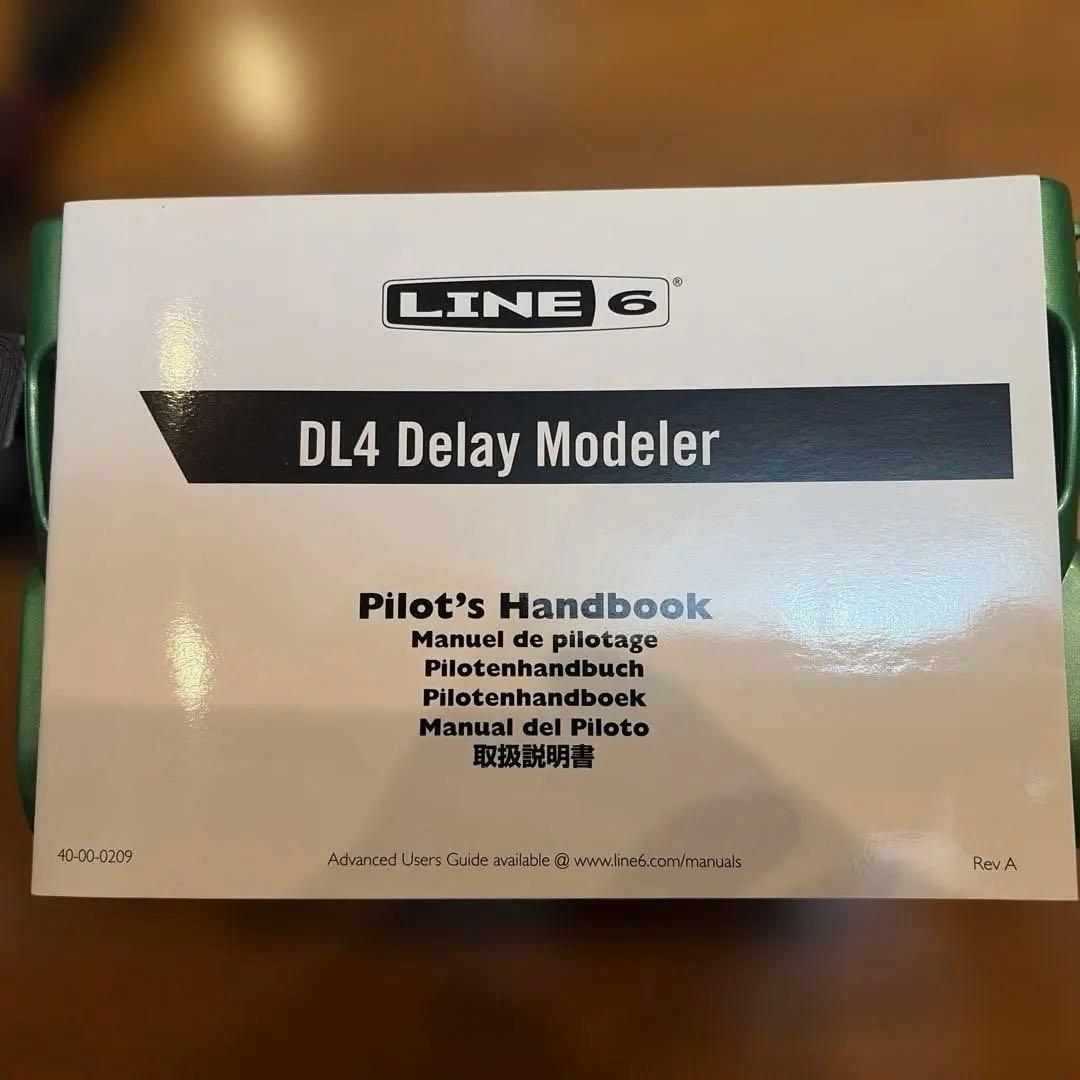 LINE 6®
DL4 Delay Modeler
Pilot's Handbook
Manuel de pilotage
Pilotenhandbuch
Pilotenhandboek
Manual del Piloto
取扱説明書
40-00-0209
Advanced Users Guide available @ www.line6.com/manuals
Rev A